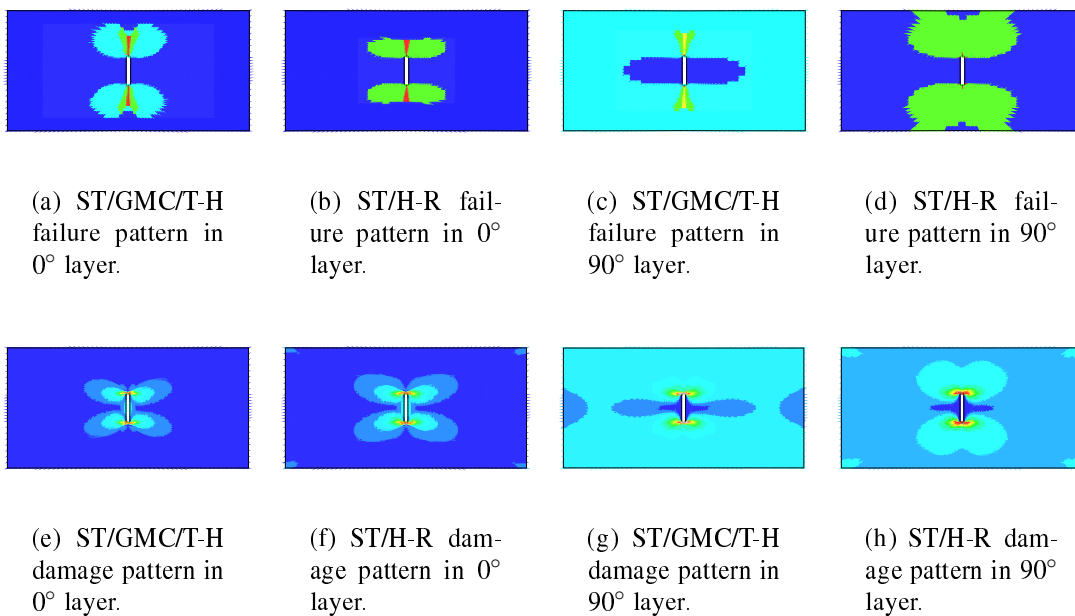 (a) ST/GMC/T-H
failure pattern in
0° layer.
(b) ST/H-R fail-
ure pattern in 0°
layer.
(c) ST/GMC/T-H
failure pattern in
90° layer.
(d) ST/H-R fail-
ure pattern in 90°
layer.
(e) ST/GMC/T-H
damage pattern in
0° layer.
(f) ST/H-R dam-
age pattern in 0°
layer.
(g) ST/GMC/T-H
damage pattern in
90° layer.
(h) ST/H-R dam-
age pattern in 90°
layer.